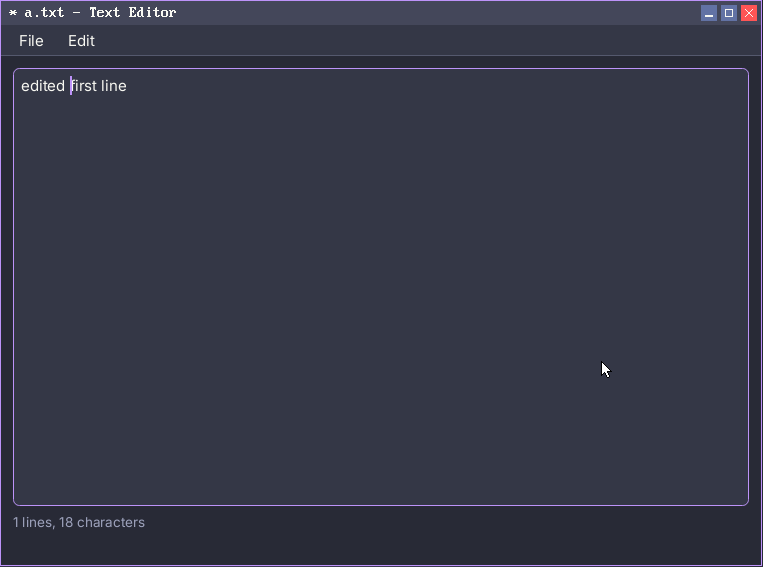 * a.txt - Text Editor
File Edit
edited first line
1 lines, 18 characters